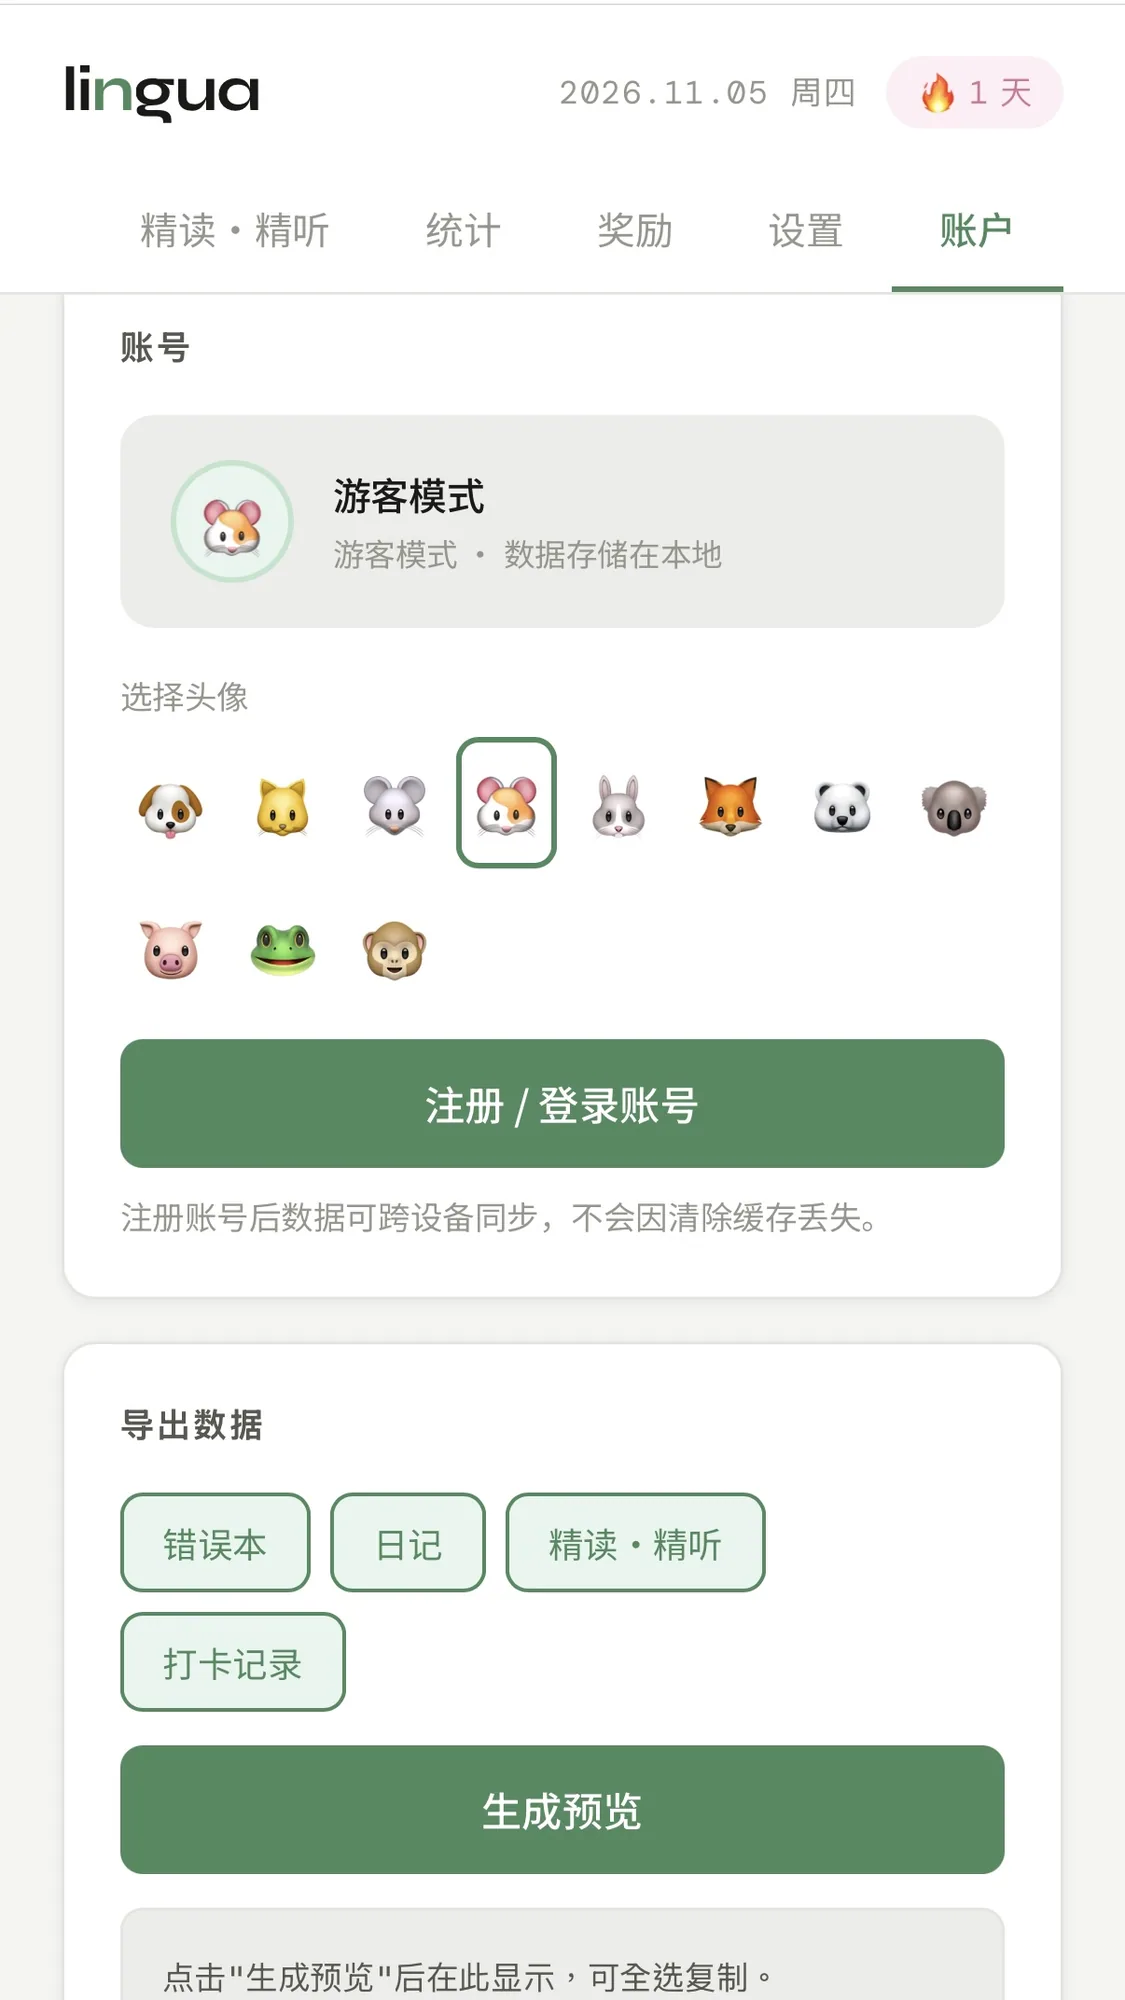 lingua
2026.11.05 周四
🔥 1 天
精读・精听 统计 奖励 设置 账户
账号
游客模式
游客模式 · 数据存储在本地
选择头像
注册 / 登录账号
注册账号后数据可跨设备同步，不会因清除缓存丢失。
导出数据
错误本 日记 精读・精听
打卡记录
生成预览
点击"生成预览"后在此显示，可全选复制。